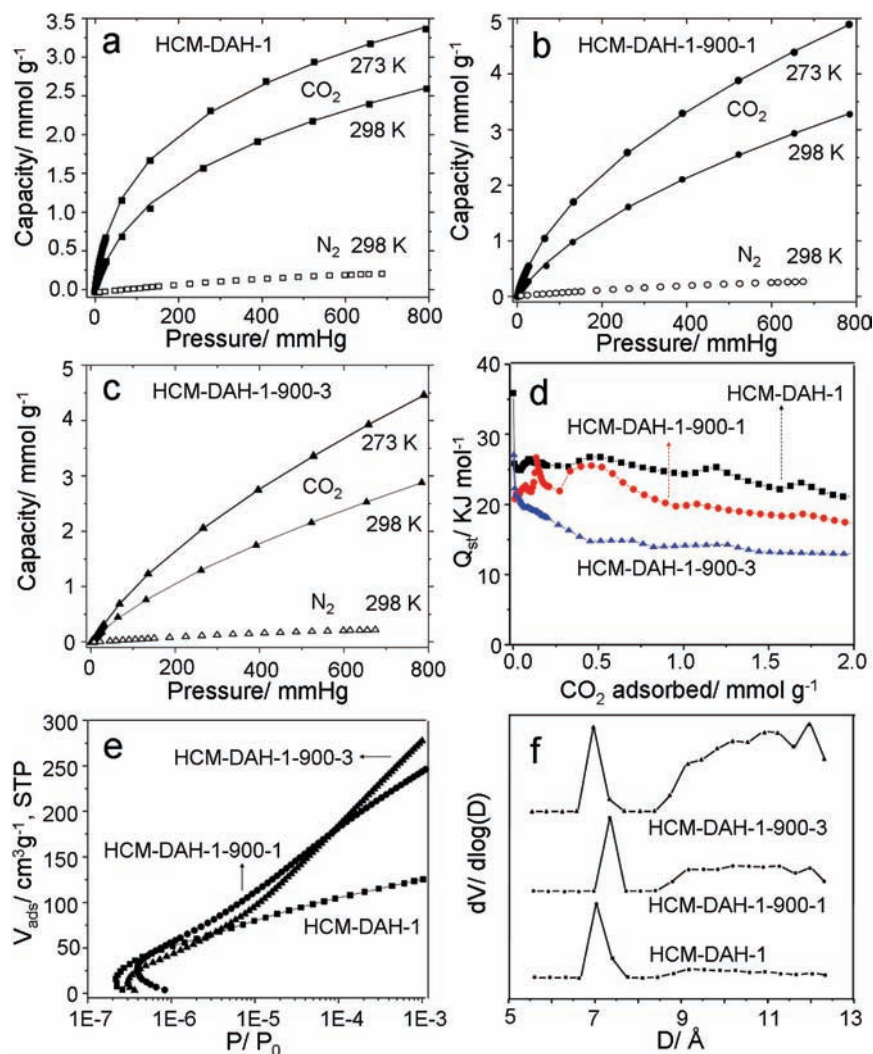 a
HCM-DAH-1
273 K
CO2
298 K
N2 298 K
3.5
3.0
2.5
2.0
1.5
1.0
0.5
0.0
Capacity/ mmol g-1
0 200 400 600 800
Pressure/ mmHg
b
HCM-DAH-1-900-1
273 K
CO2
298 K
N2 298 K
5
4
3
2
1
0
Capacity/ mmol g-1
0 200 400 600 800
Pressure/ mmHg
c
HCM-DAH-1-900-3
273 K
CO2
298 K
N2 298 K
5
4
3
2
1
0
Capacity/ mmol g-1
0 200 400 600 800
Pressure/ mmHg
d
HCM-DAH-1
HCM-DAH-1-900-1
HCM-DAH-1-900-3
40
35
30
25
20
15
10
Qst/ KJ mol-1
0.0 0.5 1.0 1.5 2.0
CO2 adsorbed/ mmol g-1
e
HCM-DAH-1-900-3
HCM-DAH-1-900-1
HCM-DAH-1
300
250
200
150
100
50
0
Vads/ cm3g-1, STP
1E-7 1E-6 1E-5 1E-4 1E-3
P/ P0
f
HCM-DAH-1-900-3
HCM-DAH-1-900-1
HCM-DAH-1
dV/ dlog(D)
5 7 9 11 13
D/ Å